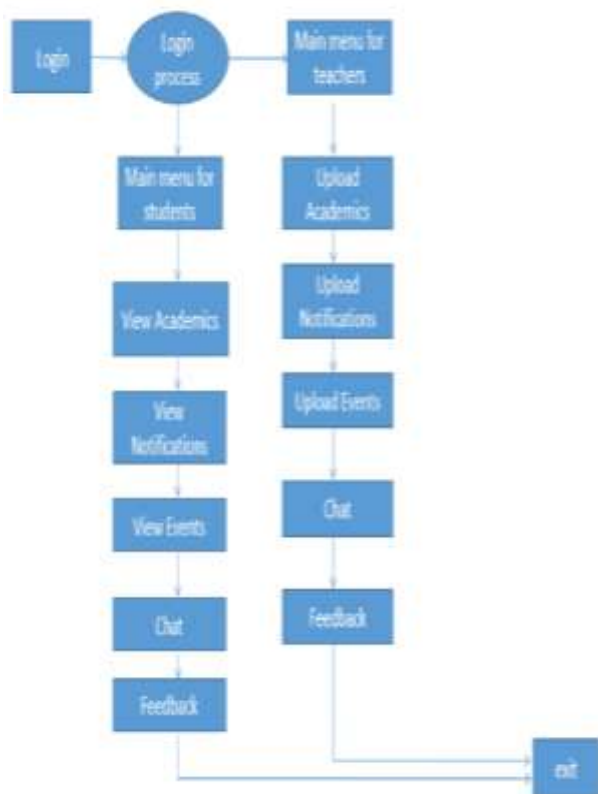 Login
Login
process
Main menu for
teachers
Main menu for
students
Upload
Academics
View Academics
Upload
Notifications
View
Notifications
Upload Events
View Events
Chat
Chat
Feedback
Feedback
exit